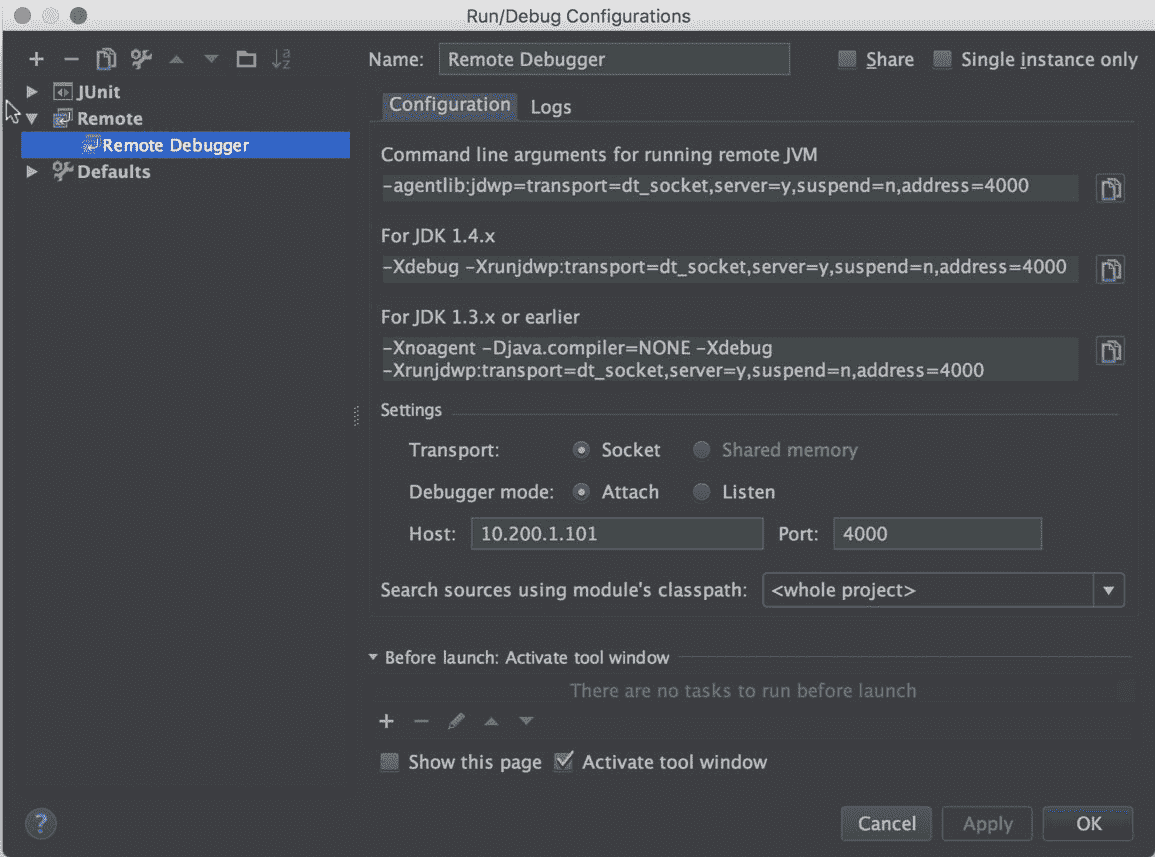 Run/Debug Configurations
Name: Remote Debugger Share Single instance only
JUnit
Remote
Remote Debugger
Defaults
Configuration Logs
Command line arguments for running remote JVM
-agentlib:jdwp=transport=dt_socket,server=y,suspend=n,address=4000
For JDK 1.4.x
-Xdebug -Xrunjdwp:transport=dt_socket,server=y,suspend=n,address=4000
For JDK 1.3.x or earlier
-Xnoagent -Djava.compiler=NONE -Xdebug
-Xrunjdwp:transport=dt_socket,server=y,suspend=n,address=4000
Settings
Transport: Socket Shared memory
Debugger mode: Attach Listen
Host: 10.200.1.101 Port: 4000
Search sources using module's classpath: <whole project>
Before launch: Activate tool window
There are no tasks to run before launch
Show this page Activate tool window
? Cancel Apply OK